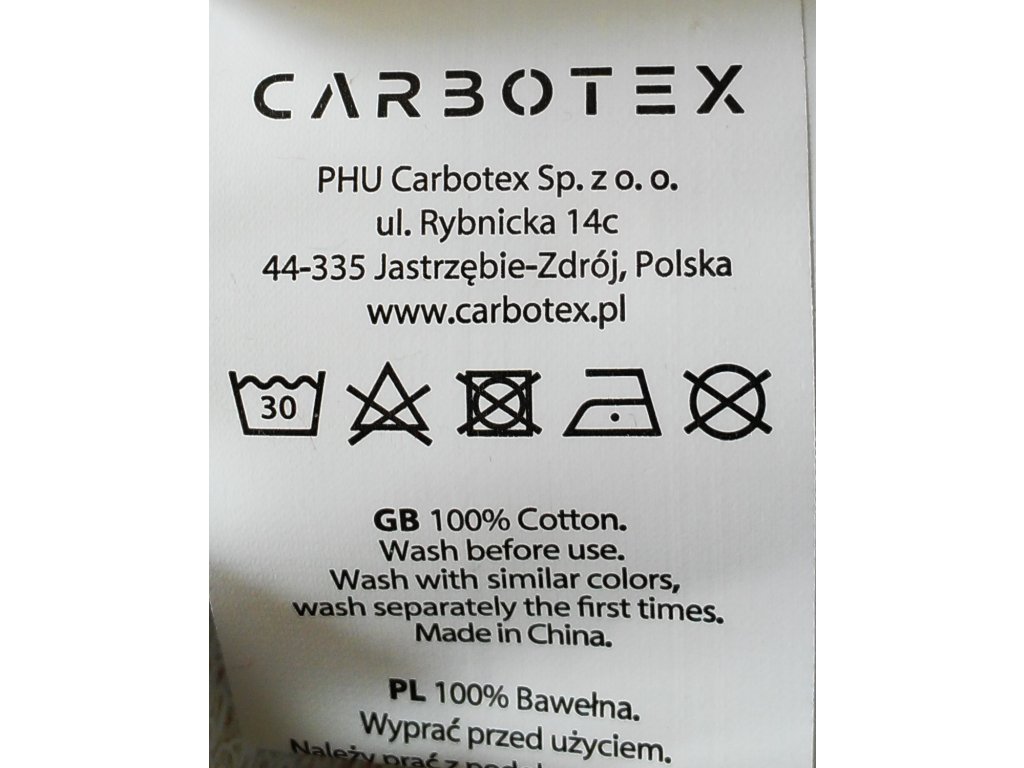 CARBOTEX
PHU Carbotex Sp. z o. o.
ul. Rybnicka 14c
44-335 Jastrzębie-Zdrój, Polska
www.carbotex.pl
30
GB 100% Cotton.
Wash before use.
Wash with similar colors,
wash separately the first times.
Made in China.
PL 100% Bawełna.
Wyprać przed użyciem.
Należy prać z